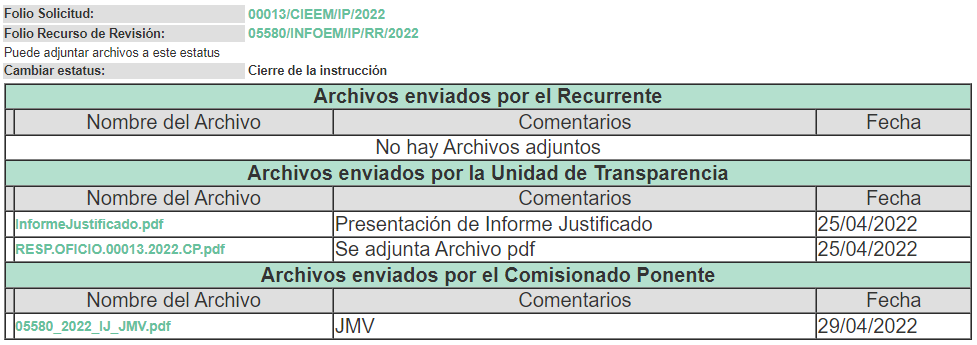 Folio Solicitud: 00013/CIEEM/IP/2022
Folio Recurso de Revisión: 05580/INFOEM/IP/RR/2022
Puede adjuntar archivos a este estatus
Cambiar estatus: Cierre de la instrucción
Archivos enviados por el Recurrente
Nombre del Archivo Comentarios Fecha
No hay Archivos adjuntos
Archivos enviados por la Unidad de Transparencia
Nombre del Archivo Comentarios Fecha
InformeJustificado.pdf Presentación de Informe Justificado 25/04/2022
RESP.OFICIO.00013.2022.CP.pdf Se adjunta Archivo pdf 25/04/2022
Archivos enviados por el Comisionado Ponente
Nombre del Archivo Comentarios Fecha
05580_2022_IJ_JMV.pdf JMV 29/04/2022